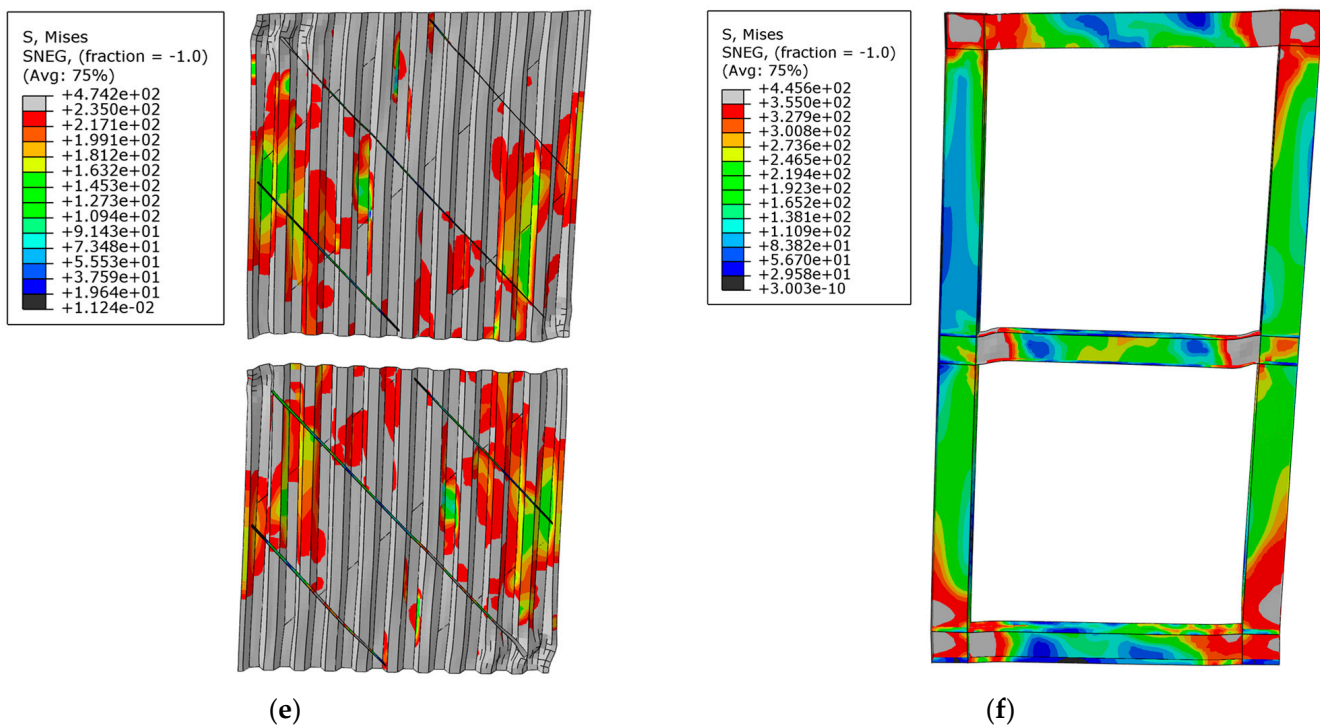 S, Mises
SNEG, (fraction = -1.0)
(Avg: 75%)
+4.742e+02
+2.350e+02
+2.171e+02
+1.991e+02
+1.812e+02
+1.632e+02
+1.453e+02
+1.273e+02
+1.094e+02
+9.143e+01
+7.348e+01
+5.553e+01
+3.759e+01
+1.964e+01
+1.124e-02
S, Mises
SNEG, (fraction = -1.0)
(Avg: 75%)
+4.456e+02
+3.550e+02
+3.279e+02
+3.008e+02
+2.736e+02
+2.465e+02
+2.194e+02
+1.923e+02
+1.652e+02
+1.381e+02
+1.109e+02
+8.382e+01
+5.670e+01
+2.958e+01
+3.003e-10
(e)
(f)